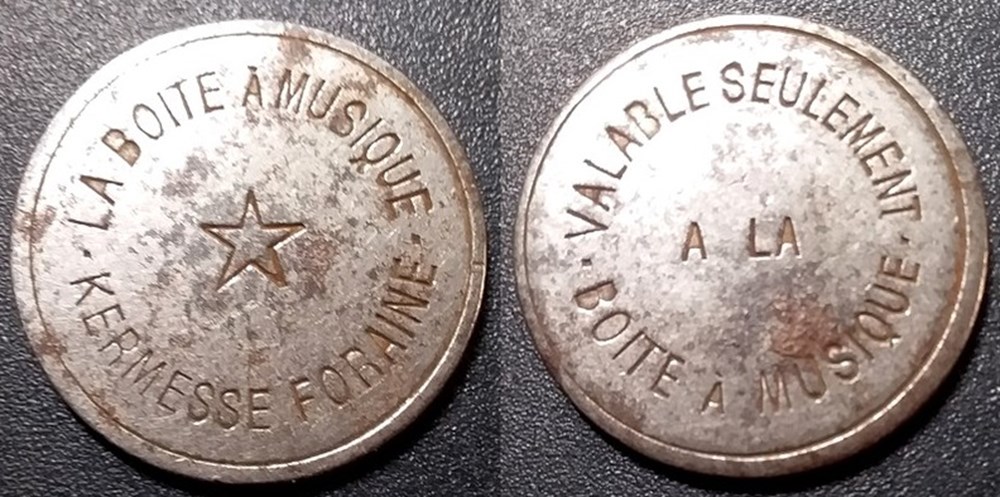 · LA BOITE À MUSIQUE ·
KERMESSE FORAINE
· VALABLE SEULEMENT ·
A LA
BOITE À MUSIQUE